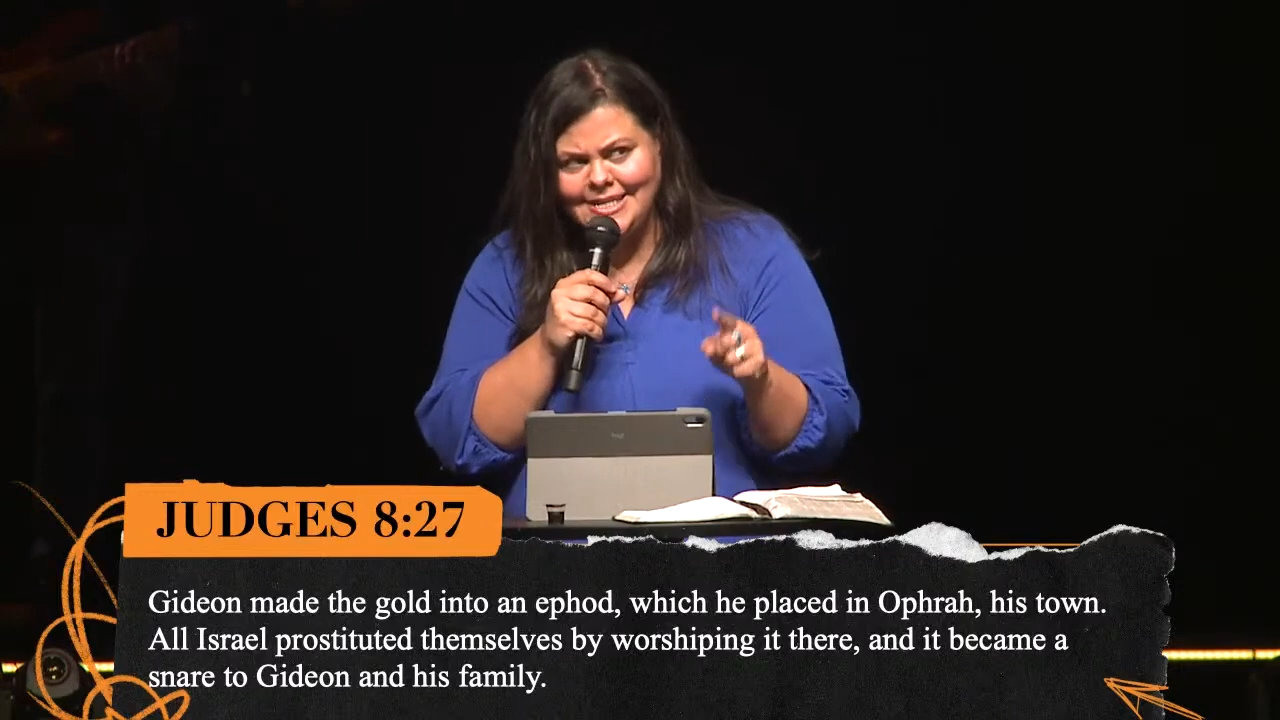 JUDGES 8:27
Gideon made the gold into an ephod, which he placed in Ophrah, his town.
All Israel prostituted themselves by worshiping it there, and it became a
snare to Gideon and his family.